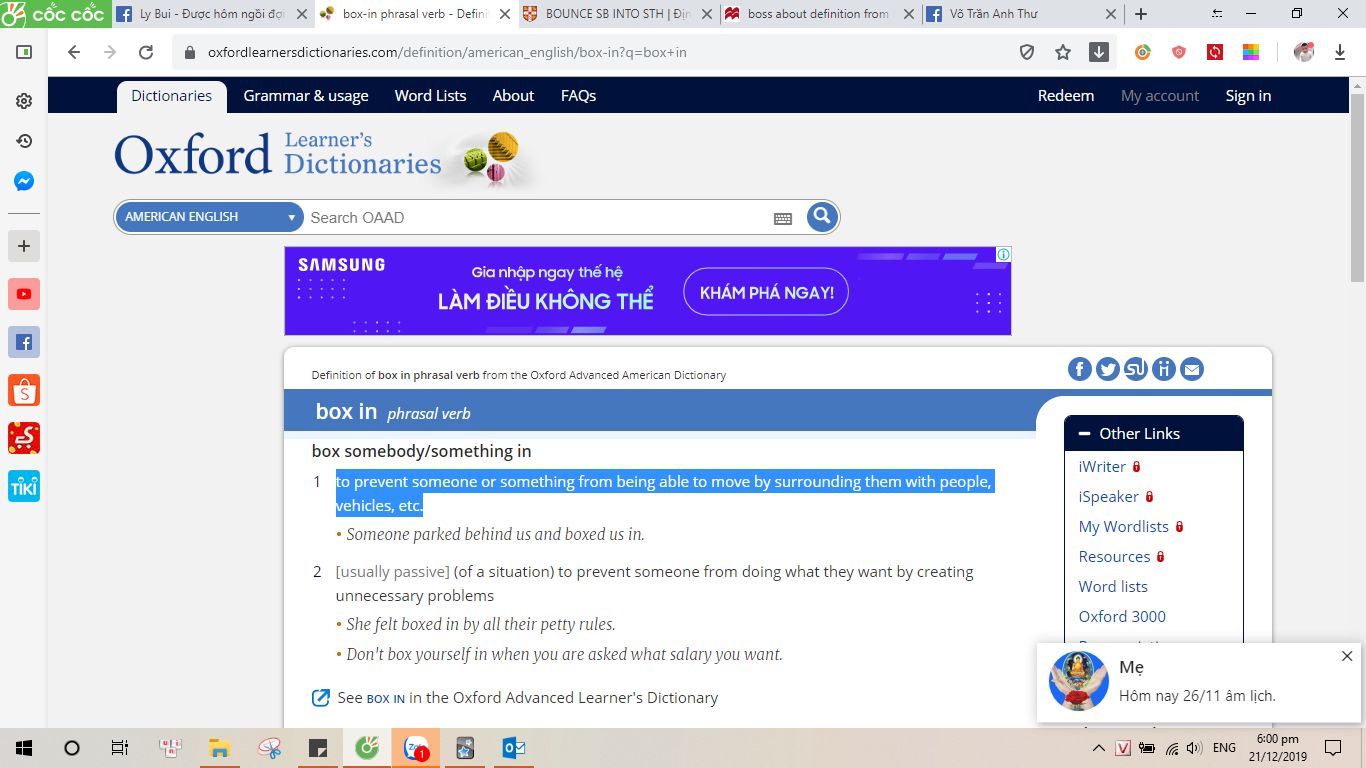 cốc cốc
Ly Bui - Được hôm ngồi đợi
box-in phrasal verb - Defini
BOUNCE SB INTO STH | Địn
boss about definition from
Võ Trần Anh Thư
oxfordlearnersdictionaries.com/definition/american_english/box-in?q=box+in
Dictionaries
Grammar & usage
Word Lists
About
FAQs
Redeem
My account
Sign in
Oxford Learner's Dictionaries
AMERICAN ENGLISH
Search OAAD
SAMSUNG
Gia nhập ngay thế hệ
LÀM ĐIỀU KHÔNG THỂ
KHÁM PHÁ NGAY!
Definition of box in phrasal verb from the Oxford Advanced American Dictionary
box in phrasal verb
box somebody/something in
1 to prevent someone or something from being able to move by surrounding them with people,
vehicles, etc.
• Someone parked behind us and boxed us in.
2 [usually passive] (of a situation) to prevent someone from doing what they want by creating
unnecessary problems
• She felt boxed in by all their petty rules.
• Don't box yourself in when you are asked what salary you want.
See BOX IN in the Oxford Advanced Learner's Dictionary
Other Links
iWriter
iSpeaker
My Wordlists
Resources
Word lists
Oxford 3000
Mẹ
Hôm nay 26/11 âm lịch.
TIKI
1
ENG
6:00 pm
21/12/2019